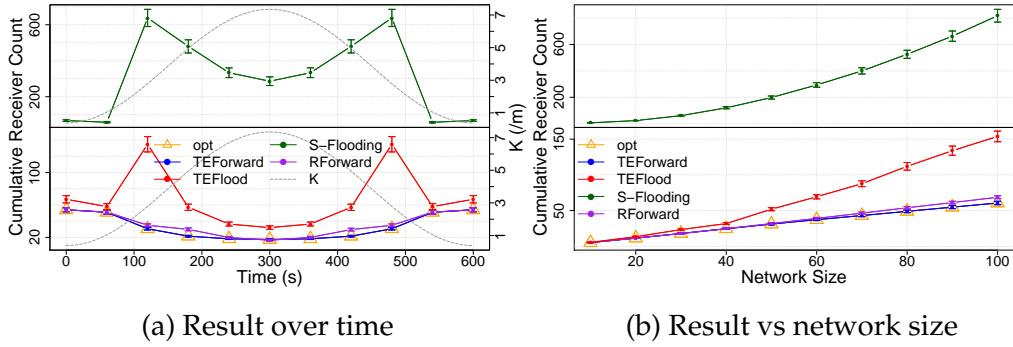 Cumulative Receiver Count
600
200
100
20
7
5
3
1
7
5
3
1
K (/m)
opt
TEForward
TEFlood
S-Flooding
RForward
K
0 100 200 300 400 500 600
Time (s)
(a) Result over time
Cumulative Receiver Count
600
200
150
50
opt
TEForward
TEFlood
S-Flooding
RForward
20 40 60 80 100
Network Size
(b) Result vs network size